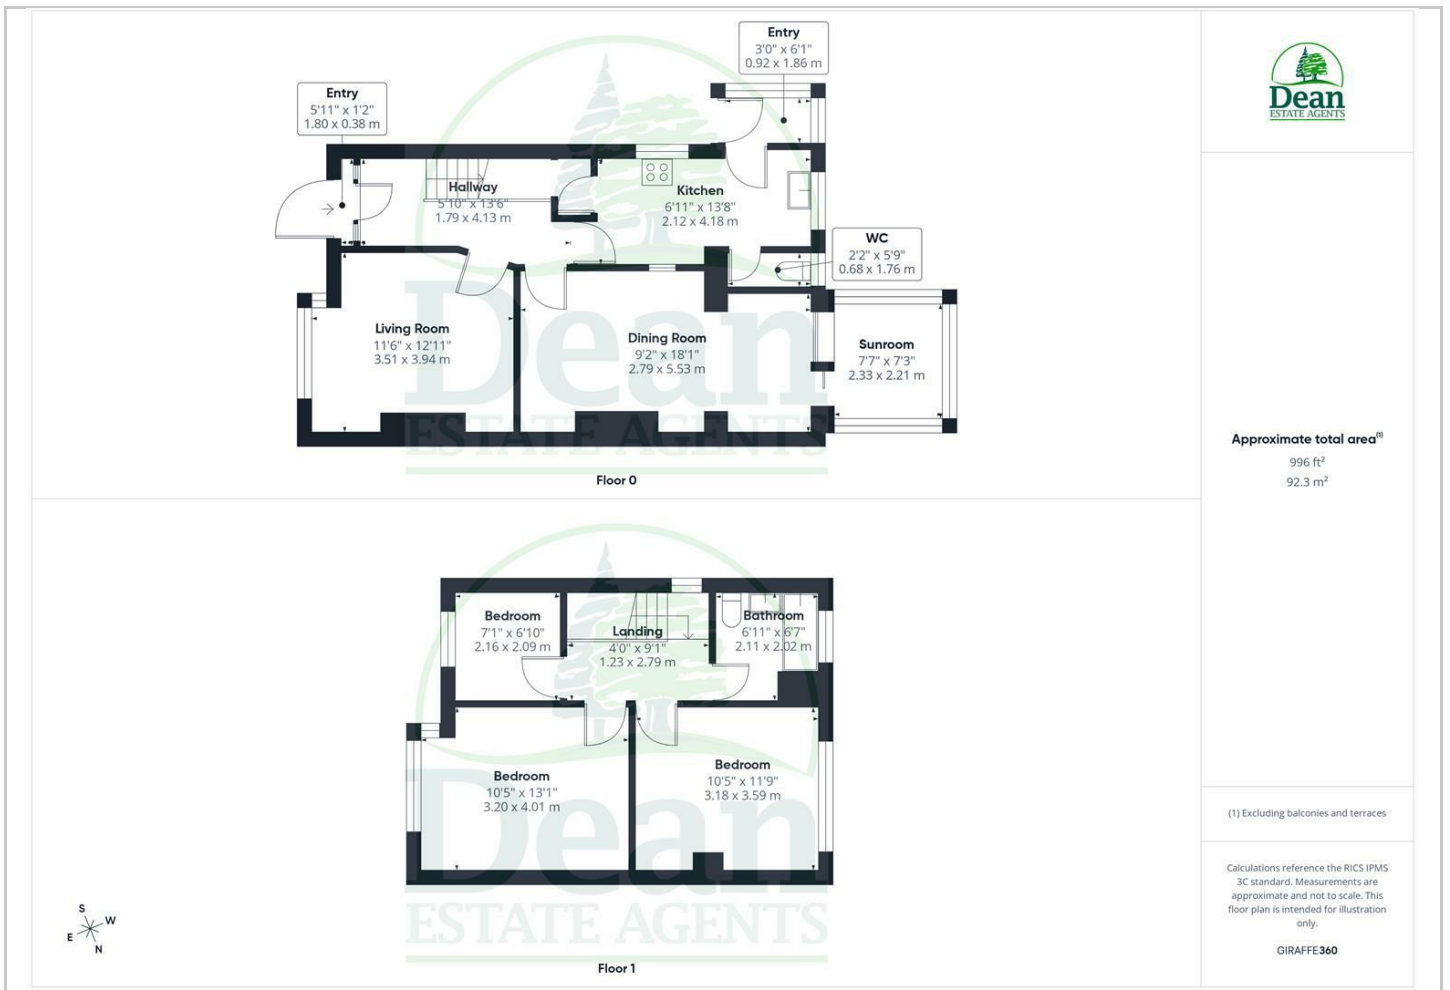 Entry
3'0" x 6'1"
0.92 x 1.86 m
Entry
5'11" x 1'2"
1.80 x 0.38 m
Hallway
5'10" x 13'6"
1.79 x 4.13 m
Kitchen
6'11" x 13'8"
2.12 x 4.18 m
WC
2'2" x 5'9"
0.68 x 1.76 m
Living Room
11'6" x 12'11"
3.51 x 3.94 m
Dining Room
9'2" x 18'1"
2.79 x 5.53 m
Sunroom
7'7" x 7'3"
2.33 x 2.21 m
Dean
ESTATE AGENTS
Floor 0
Bedroom
7'1" x 6'10"
2.16 x 2.09 m
Landing
4'0" x 9'1"
1.23 x 2.79 m
Bathroom
6'11" x 6'7"
2.11 x 2.02 m
Bedroom
10'5" x 13'1"
3.20 x 4.01 m
Bedroom
10'5" x 11'9"
3.18 x 3.59 m
Dean
ESTATE AGENTS
Floor 1
S
W
E
N
Dean
ESTATE AGENTS
Approximate total area(1)
996 ft²
92.3 m²
(1) Excluding balconies and terraces
Calculations reference the RICS IPMS
3C standard. Measurements are
approximate and not to scale. This
floor plan is intended for illustration
only.
GIRAFFE360